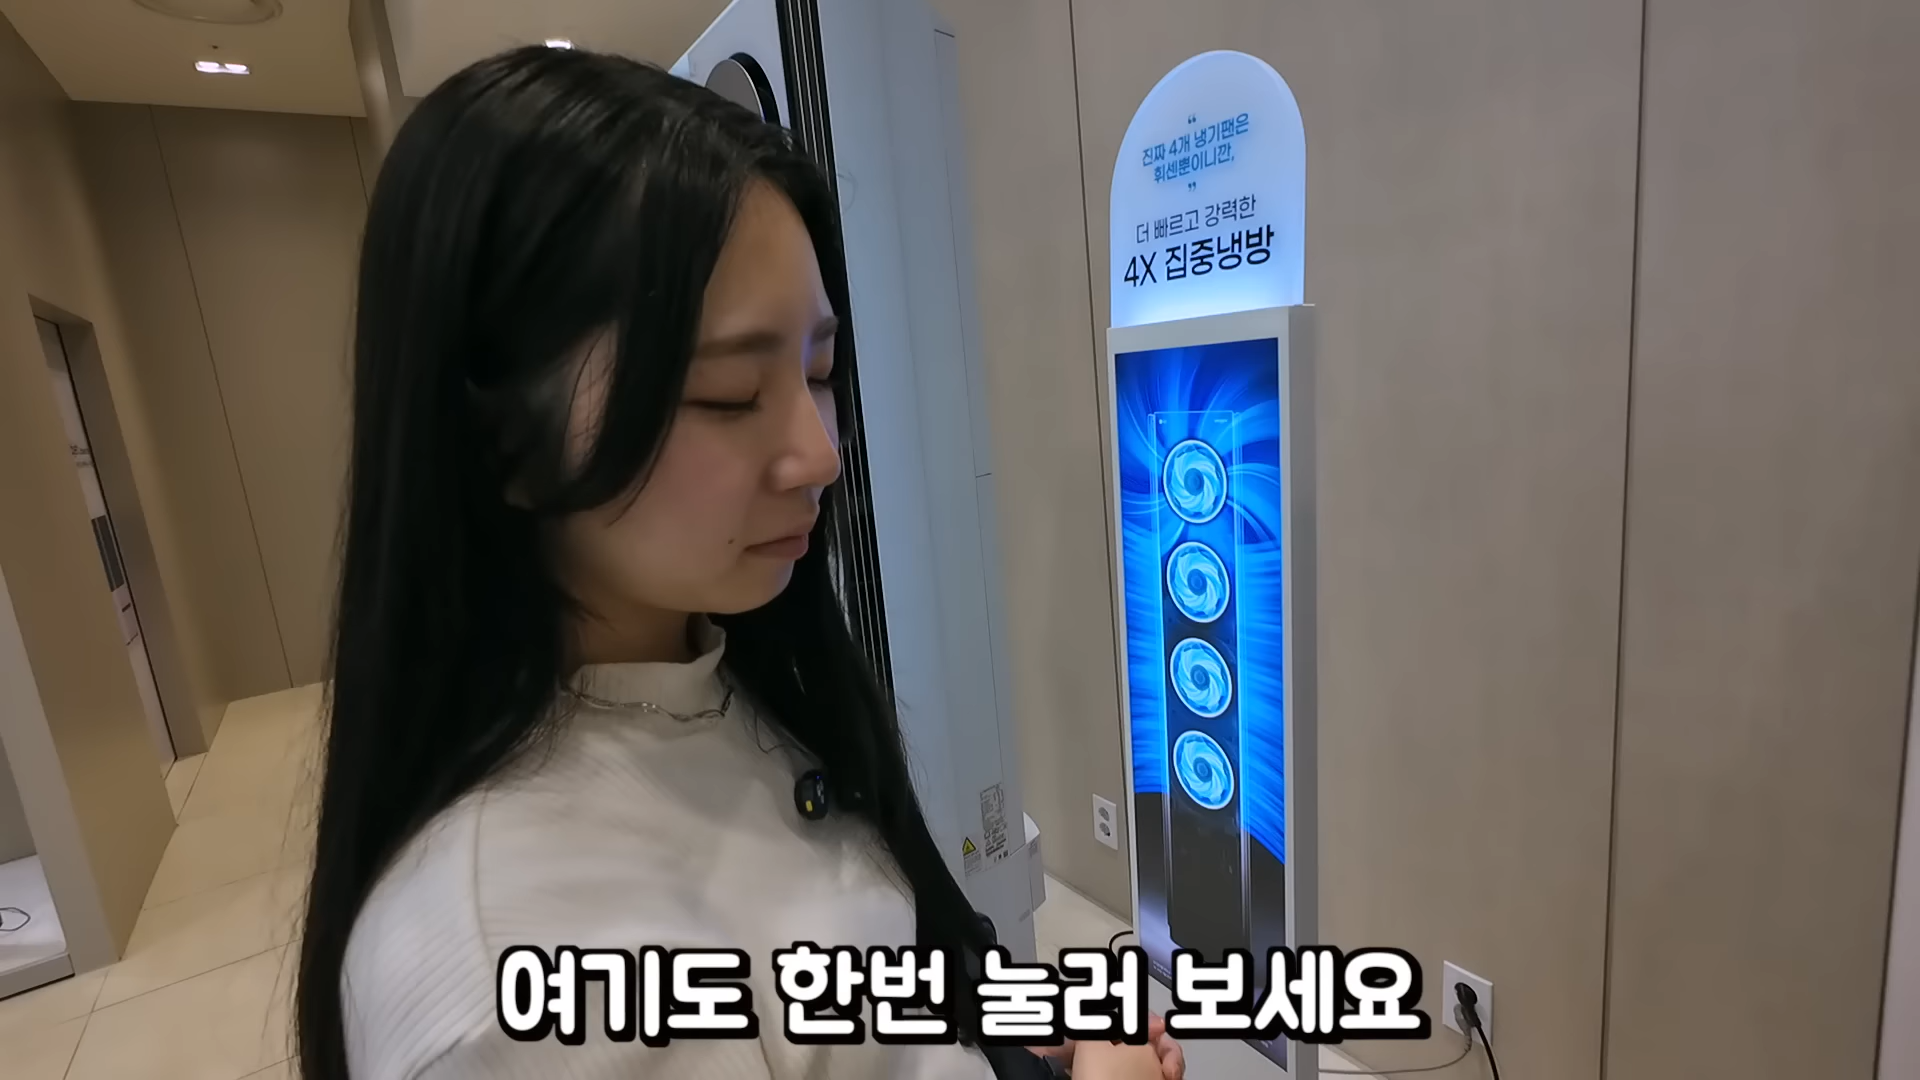 “
진짜 4개 냉기팬은
휘센뿐이니깐,
”
더 빠르고 강력한
4X 집중냉방
여기도 한번 눌러 보세요